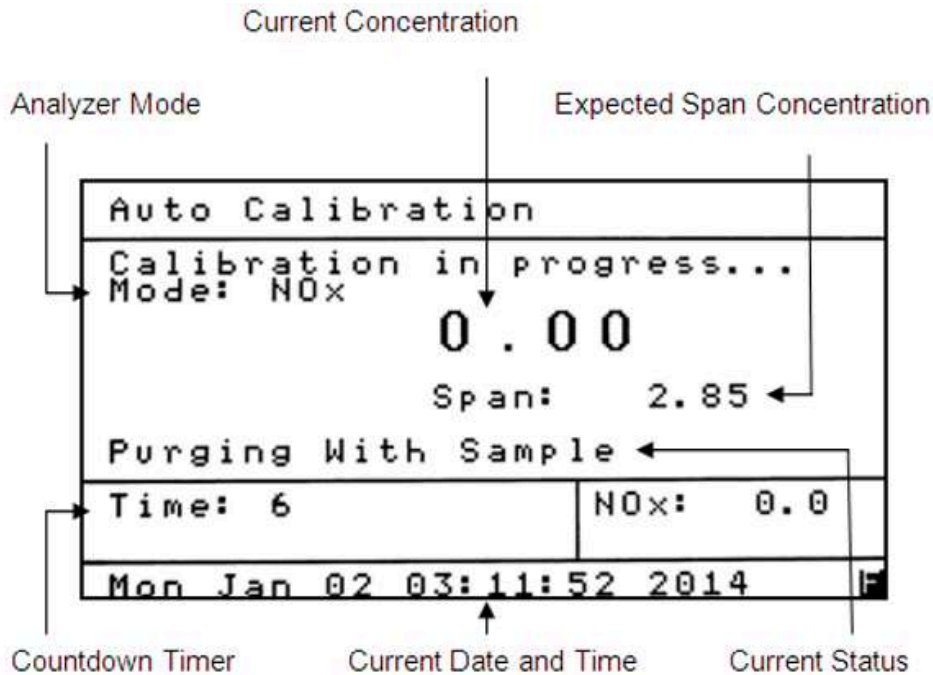 Current Concentration
Analyzer Mode
Expected Span Concentration
Auto Calibration
Calibration in progress...
Mode: NOx
0.00
Span: 2.85
Purging With Sample
Time: 6
NOx: 0.0
Mon Jan 02 03:11:52 2014
Countdown Timer
Current Date and Time
Current Status